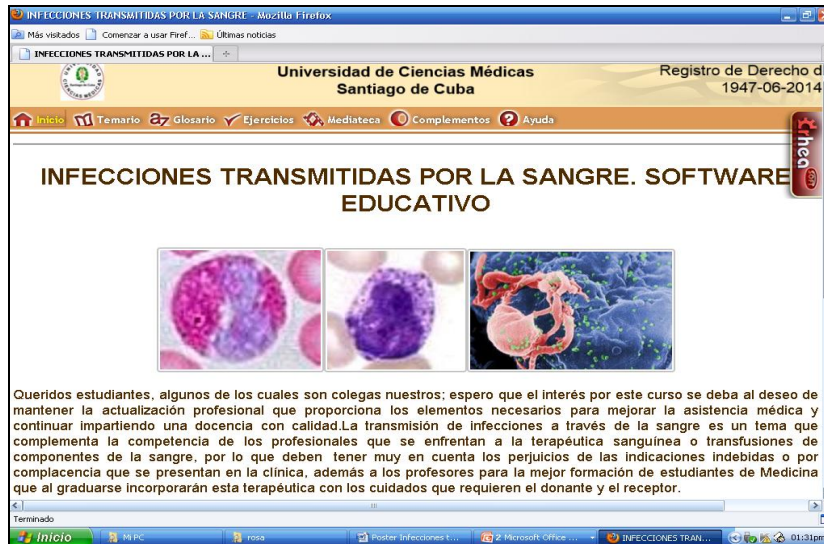 INFECCIONES TRANSMITIDAS POR LA SANGRE - Mozilla Firefox
Más visitados Comenzar a usar Firef... Últimas noticias
INFECCIONES TRANSMITIDAS POR LA ...
Universidad de Ciencias Médicas
Santiago de Cuba
Registro de Derecho d
1947-06-2014
Inicio Temario Glosario Ejercicios Mediateca Complementos Ayuda
Crhea
INFECCIONES TRANSMITIDAS POR LA SANGRE. SOFTWARE
EDUCATIVO
Queridos estudiantes, algunos de los cuales son colegas nuestros; espero que el interés por este curso se deba al deseo de
mantener la actualización profesional que proporciona los elementos necesarios para mejorar la asistencia médica y
continuar impartiendo una docencia con calidad.La transmisión de infecciones a través de la sangre es un tema que
complementa la competencia de los profesionales que se enfrentan a la terapéutica sanguínea o transfusiones de
componentes de la sangre, por lo que deben tener muy en cuenta los perjuicios de las indicaciones indebidas o por
complacencia que se presentan en la clínica, además a los profesores para la mejor formación de estudiantes de Medicina
que al graduarse incorporarán esta terapéutica con los cuidados que requieren el donante y el receptor.
Terminado
Inicio Mi PC rosa Poster Infecciones t... 2 Microsoft Office ... INFECCIONES TRAN... 01:31pm